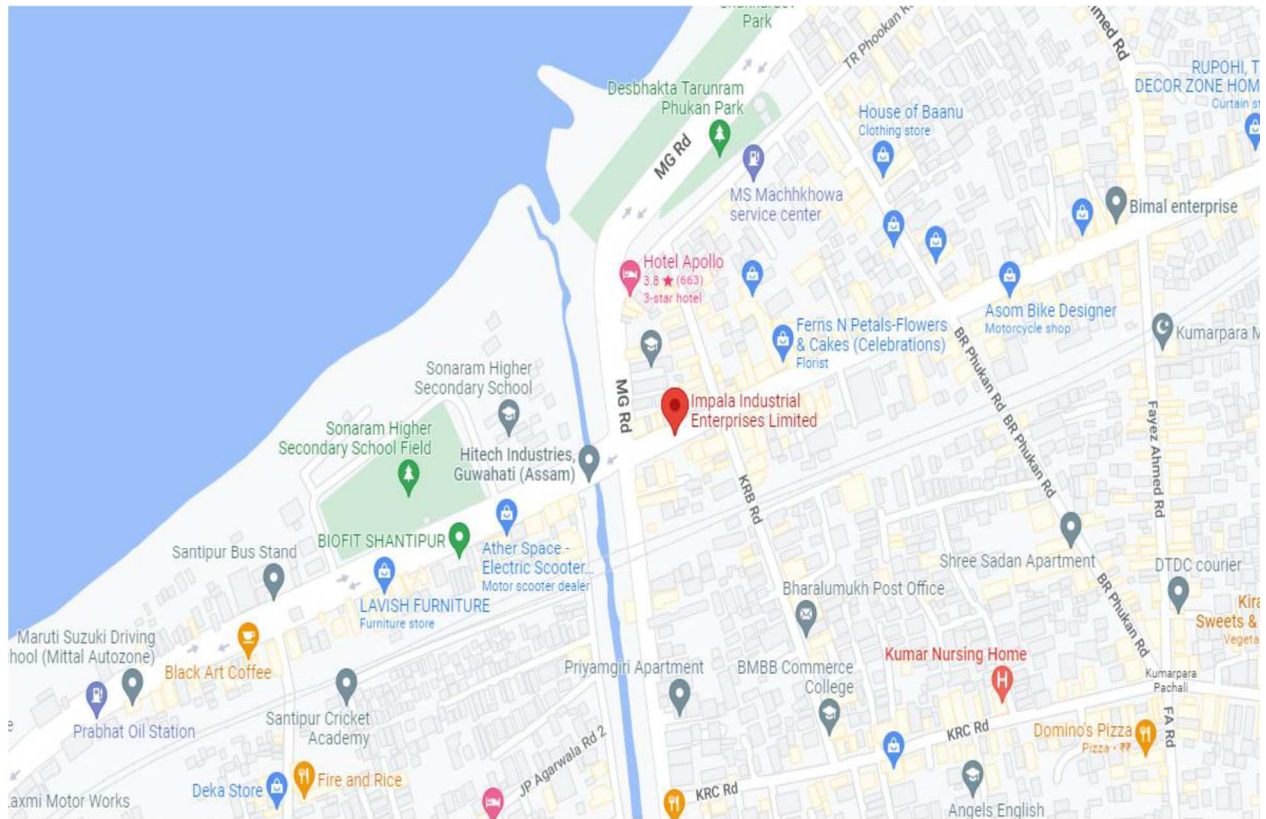 Park
TR Phookan R
hmed Rd
Desbhakta Tarunram
Phukan Park
MG Rd
House of Baanu
Clothing store
RUPOHI, T
DECOR ZONE HOM
Curtain st
MS Machhkhowa
service center
Bimal enterprise
Hotel Apollo
3.8 ★ (663)
3-star hotel
Asom Bike Designer
Motorcycle shop
Ferns N Petals-Flowers
& Cakes (Celebrations)
Florist
Kumarpara M
BR Phukan Rd
Sonaram Higher
Secondary School
MG Rd
Impala Industrial
Enterprises Limited
Sonaram Higher
Secondary School Field
Hitech Industries,
Guwahati (Assam)
BR Phukan Rd
Fayez Ahmed Rd
KRB Rd
BIOFIT SHANTIPUR
Ather Space -
Electric Scooter...
Motor scooter dealer
Santipur Bus Stand
LAVISH FURNITURE
Furniture store
Shree Sadan Apartment
DTDC courier
Bharalumukh Post Office
BR Phukan Rd
Kira
Sweets &
Vegeta
Maruti Suzuki Driving
hool (Mittal Autozone)
Black Art Coffee
Priyamgiri Apartment
BMBB Commerce
College
Kumar Nursing Home
H
Kumarpara
Pachali
Prabhat Oil Station
Santipur Cricket
Academy
JP Agarwala Rd 2
KRC Rd
Domino's Pizza
Pizza · ₹₹
FA Rd
axmi Motor Works
Deka Store
Fire and Rice
KRC Rd
Angels English